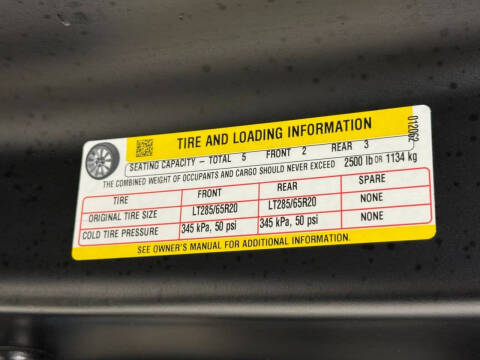 TIRE AND LOADING INFORMATION
SEATING CAPACITY – TOTAL 5 FRONT 2 REAR 3
THE COMBINED WEIGHT OF OCCUPANTS AND CARGO SHOULD NEVER EXCEED 2500 lb OR 1134 kg
TIRE FRONT REAR SPARE
ORIGINAL TIRE SIZE LT285/65R20 LT285/65R20 NONE
COLD TIRE PRESSURE 345 kPa, 50 psi 345 kPa, 50 psi NONE
SEE OWNER'S MANUAL FOR ADDITIONAL INFORMATION.